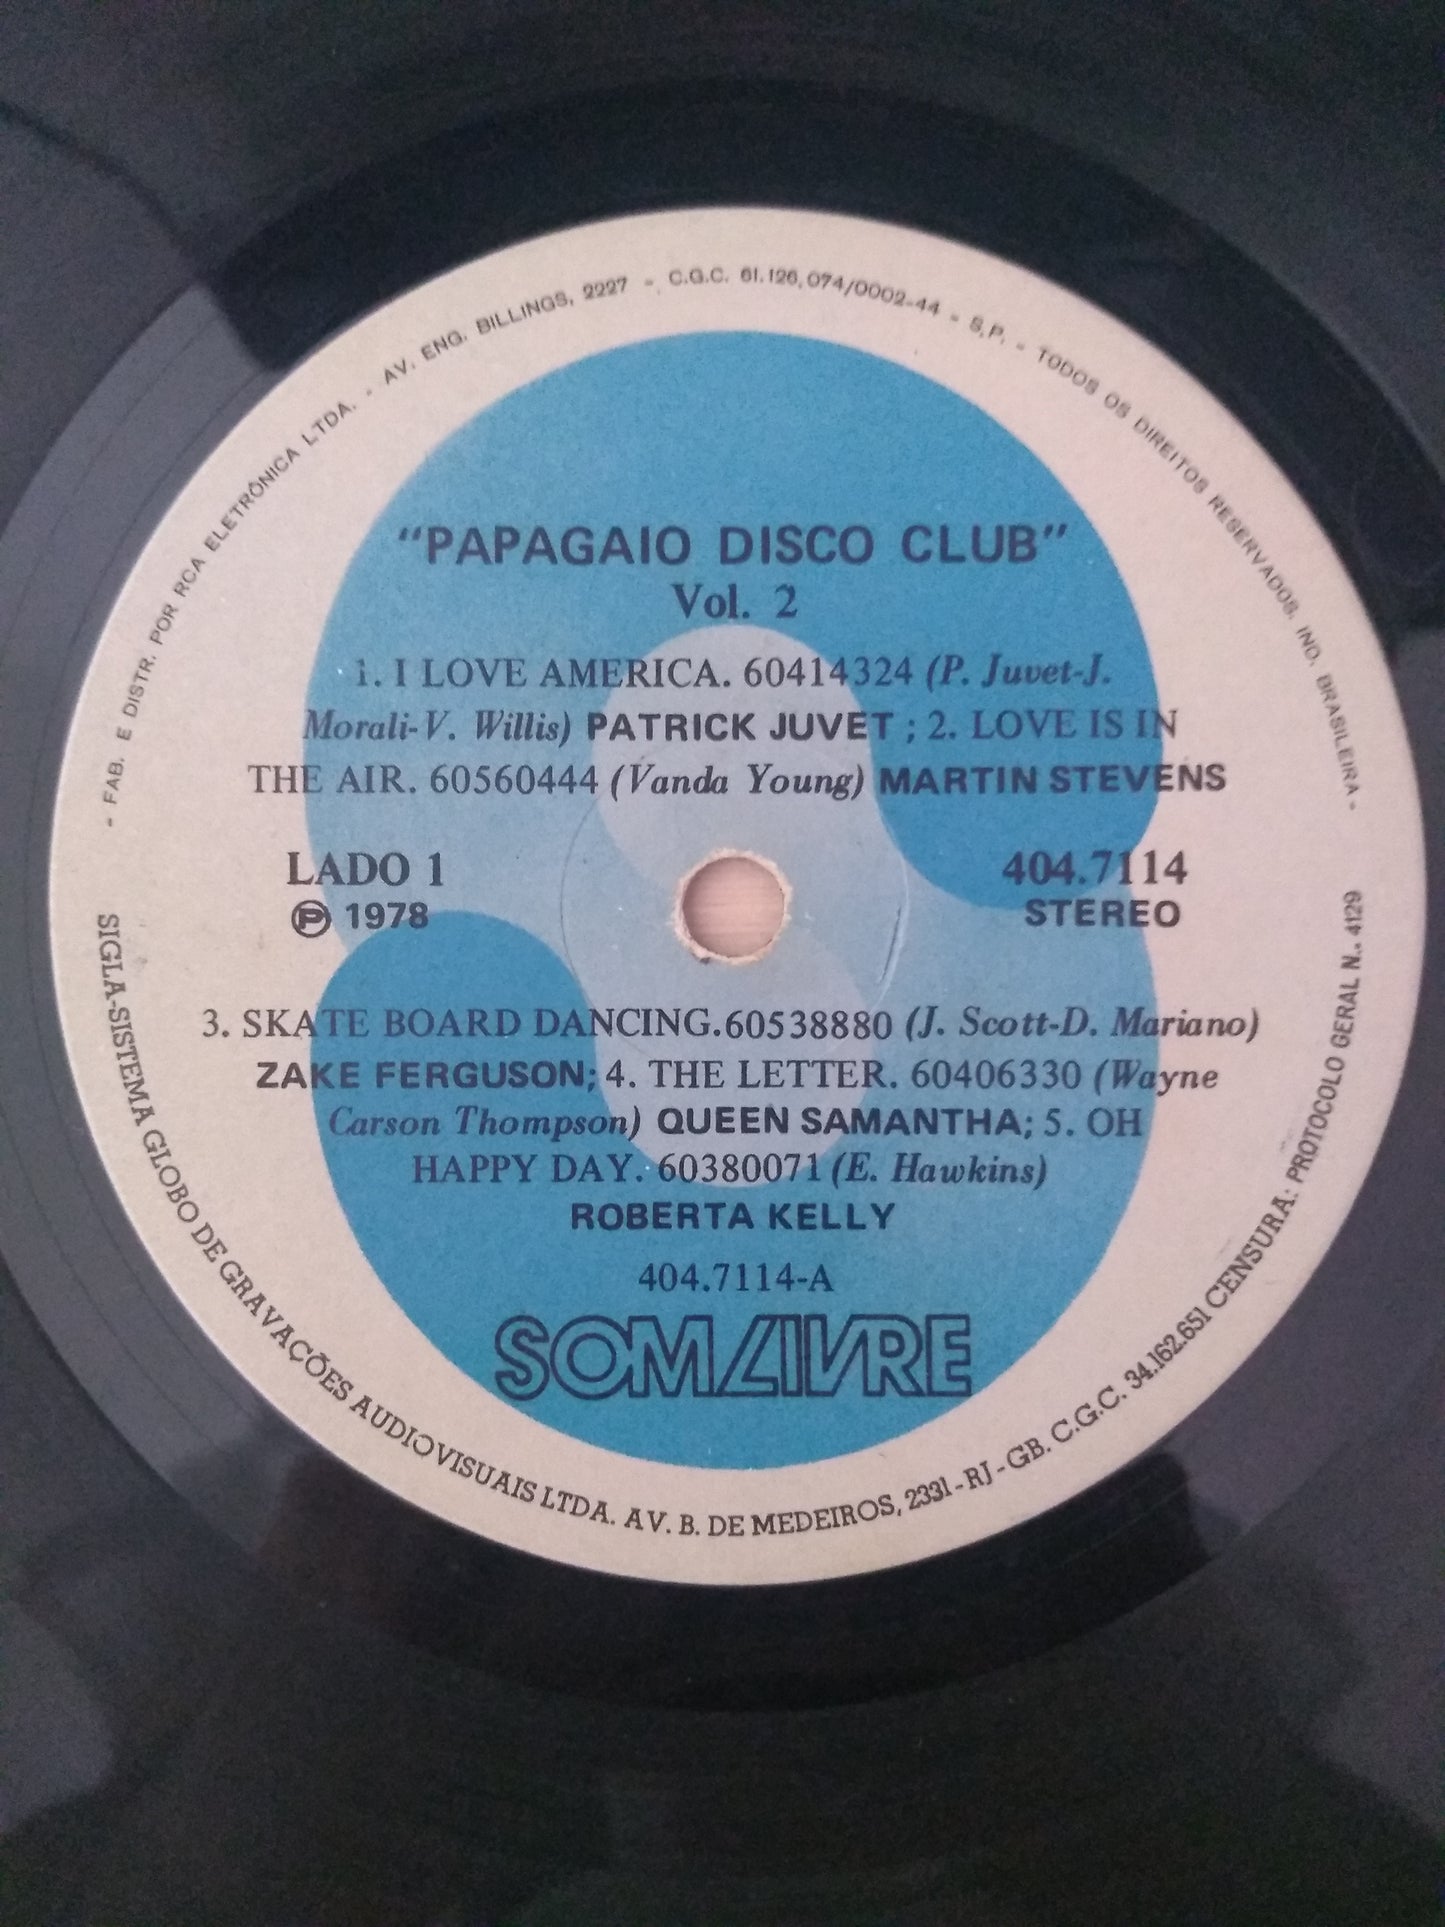 - FAB. E DISTR. POR RCA ELETRÔNICA LTDA. - AV. ENG. BILLINGS, 2227 - C.G.C. 61.126,074/0002-44 - S.P. - TODOS OS DIREITOS RESERVADOS. IND. BRASILEIRA -
"PAPAGAIO DISCO CLUB"
Vol. 2
1. I LOVE AMERICA. 60414324 (P. Juvet-J.
Morali-V. Willis) PATRICK JUVET ; 2. LOVE IS IN
THE AIR. 60560444 (Vanda Young) MARTIN STEVENS
LADO 1
℗ 1978
404.7114
STEREO
3. SKATE BOARD DANCING.60538880 (J. Scott-D. Mariano)
ZAKE FERGUSON; 4. THE LETTER. 60406330 (Wayne
Carson Thompson) QUEEN SAMANTHA; 5. OH
HAPPY DAY. 60380071 (E. Hawkins)
ROBERTA KELLY
404.7114-A
SOM LIVRE
SIGLA-SISTEMA GLOBO DE GRAVAÇÕES AUDIOVISUAIS LTDA. AV. B. DE MEDEIROS, 2331 - RJ - GB. C.G.C. 34.162.651 CENSURA: PROTOCOLO GERAL N.- 4129